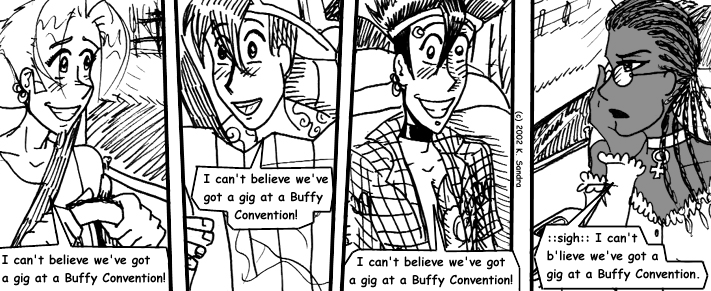 I can't believe we've got
a gig at a Buffy Convention!
I can't believe we've
got a gig at a Buffy
Convention!
I can't believe we've got
a gig at a Buffy Convention!
(c) 2002 K. Sandra
::sigh:: I can't
b'lieve we've got a
gig at a Buffy Convention.